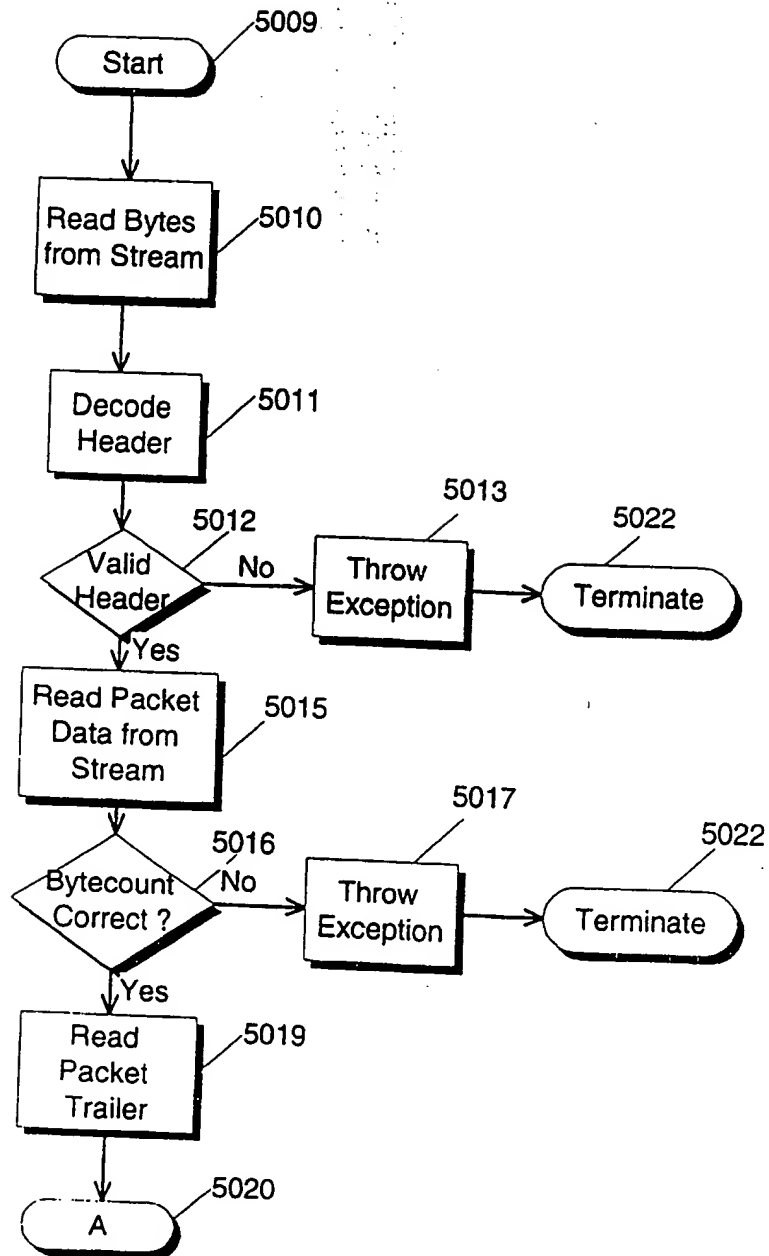 5009
Start
Read Bytes
from Stream
5010
Decode
Header
5011
5012
Valid
Header
No
5013
Throw
Exception
5022
Terminate
Yes
Read Packet
Data from
Stream
5015
5016
Bytecount
Correct ?
No
5017
Throw
Exception
5022
Terminate
Yes
Read
Packet
Trailer
5019
A
5020